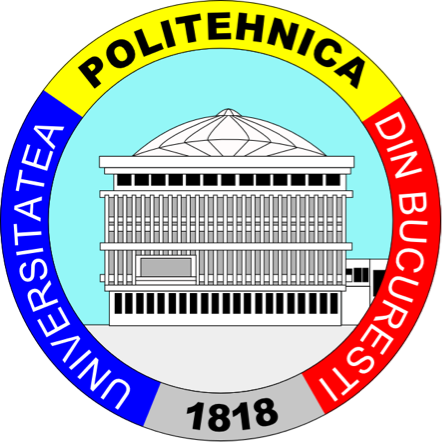 UNIVERSITATEA
POLITEHNICA
DIN BUCURESTI
1818